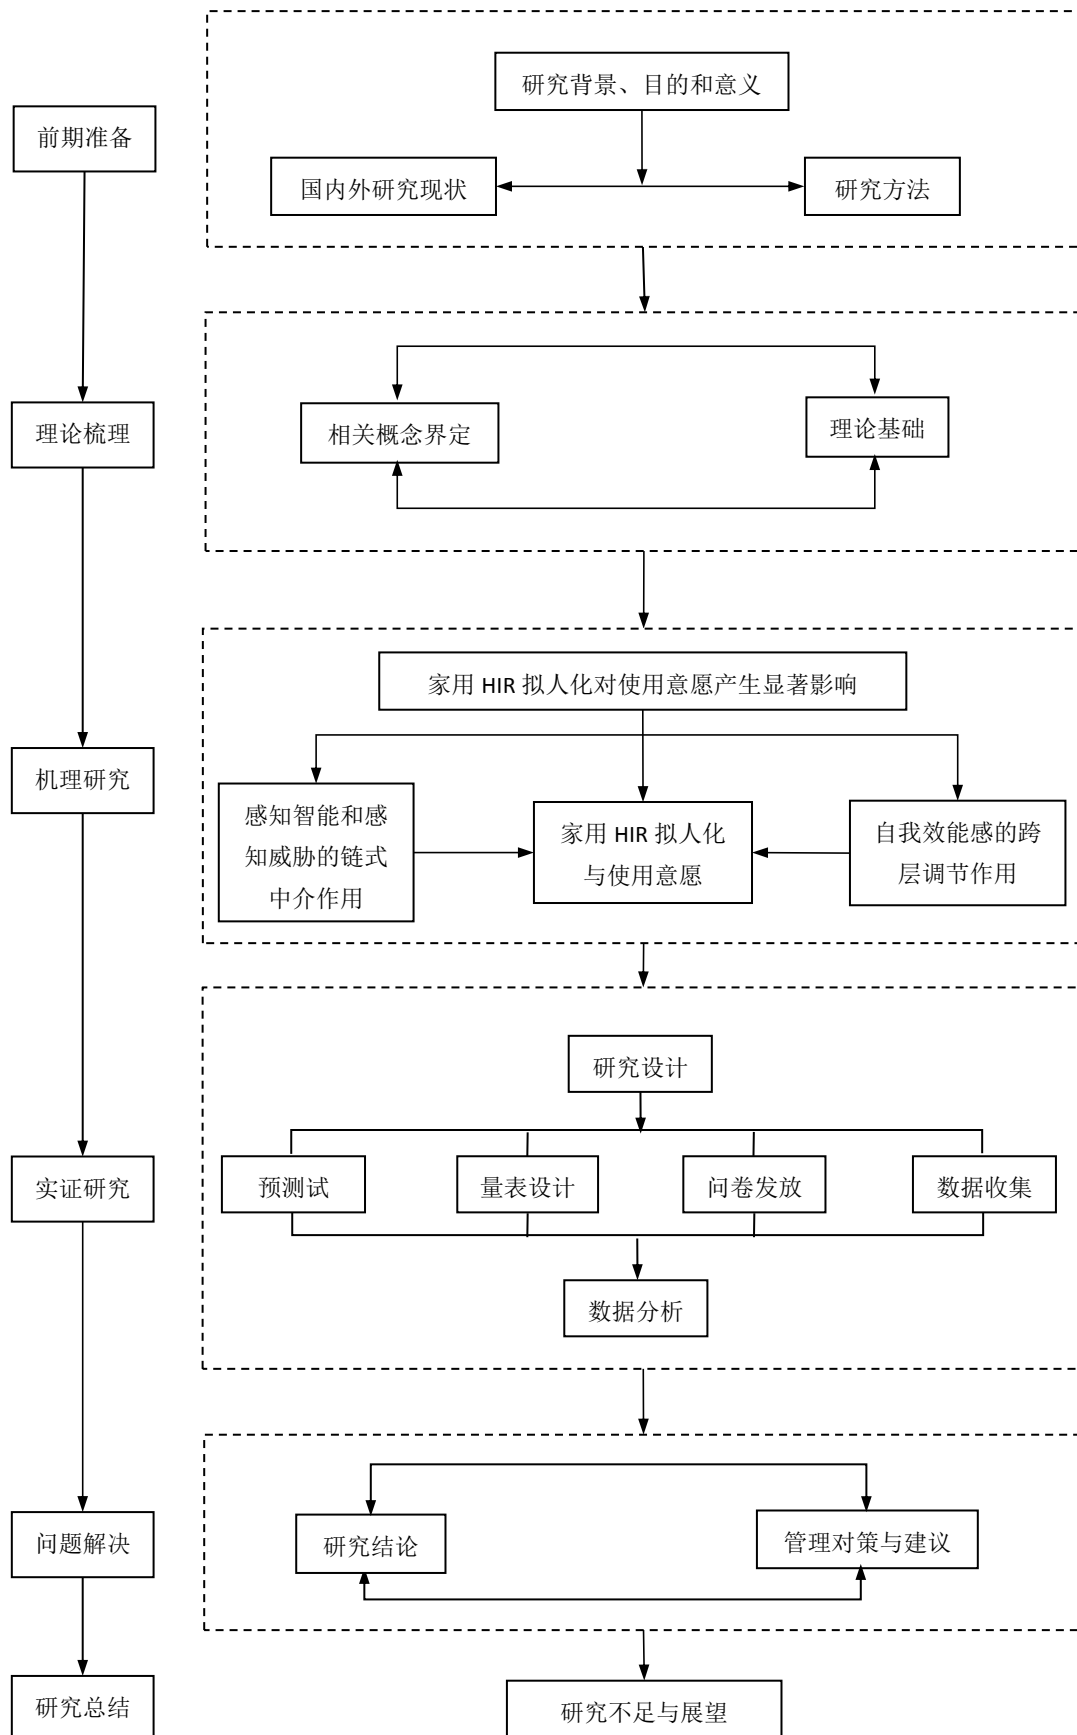 研究背景、目的和意义
前期准备
国内外研究现状
研究方法
理论梳理
相关概念界定
理论基础
家用 HIR 拟人化对使用意愿产生显著影响
机理研究
感知智能和感
知威胁的链式
中介作用
家用 HIR 拟人化
与使用意愿
自我效能感的跨
层调节作用
研究设计
实证研究
预测试
量表设计
问卷发放
数据收集
数据分析
问题解决
研究结论
管理对策与建议
研究总结
研究不足与展望